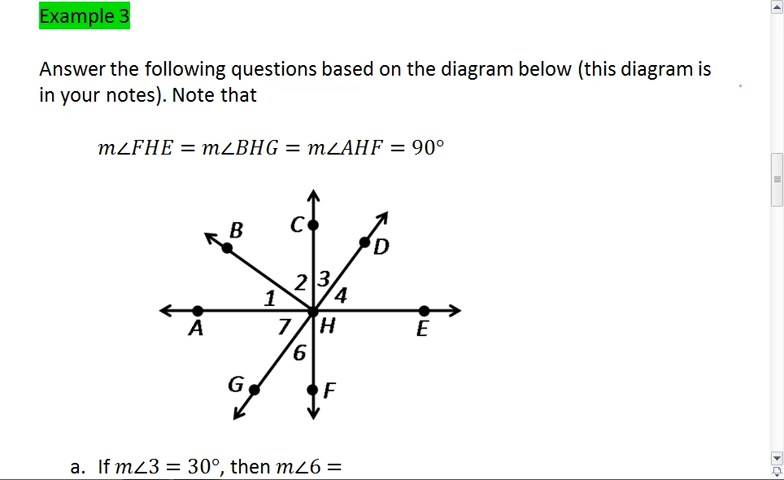 Example 3
Answer the following questions based on the diagram below (this diagram is
in your notes). Note that
m∠FHE = m∠BHG = m∠AHF = 90°
C
B
D
2 3
1 4
A 7 H E
6
G F
a. If m∠3 = 30°, then m∠6 =